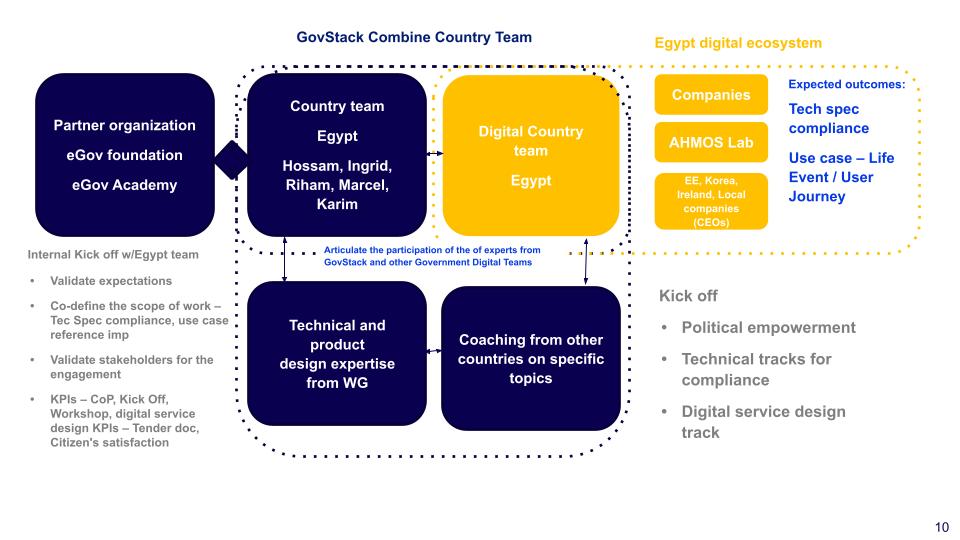 GovStack Combine Country Team
Egypt digital ecosystem
Partner organization
eGov foundation
eGov Academy
Country team
Egypt
Hossam, Ingrid,
Riham, Marcel,
Karim
Digital Country
team
Egypt
Companies
AHMOS Lab
EE, Korea,
Ireland, Local
companies
(CEOs)
Expected outcomes:
Tech spec
compliance
Use case – Life
Event / User
Journey
Articulate the participation of the of experts from
GovStack and other Government Digital Teams
Internal Kick off w/Egypt team
• Validate expectations
• Co-define the scope of work –
Tec Spec compliance, use case
reference imp
• Validate stakeholders for the
engagement
• KPIs – CoP, Kick Off,
Workshop, digital service
design KPIs – Tender doc,
Citizen's satisfaction
Technical and
product
design expertise
from WG
Coaching from other
countries on specific
topics
Kick off
• Political empowerment
• Technical tracks for
compliance
• Digital service design
track
10